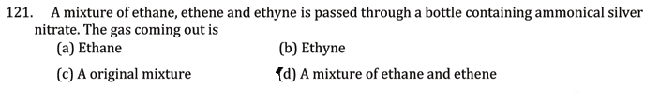 121. A mixture of ethane, ethene and ethyne is passed through a bottle containing ammonical silver
nitrate. The gas coming out is
(a) Ethane (b) Ethyne
(c) A original mixture (d) A mixture of ethane and ethene